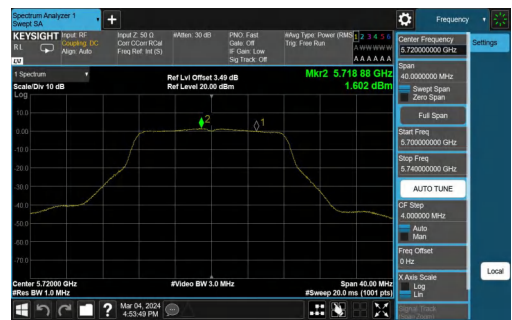 Spectrum Analyzer 1
Swept SA
+
Frequency
KEYSIGHT
Input: RF
Coupling: DC
Align: Auto
Input Z: 50 Ω
Corr CCorr RCal
Freq Ref: Int (S)
#Atten: 30 dB
PNO: Fast
Gate: Off
IF Gain: Low
Sig Track: Off
#Avg Type: Power (RMS
Trig: Free Run
1 2 3 4 5 6
A W W W W W
A A A A A A
RL
LVI
1 Spectrum
Scale/Div 10 dB
Log
Ref Lvl Offset 3.49 dB
Ref Level 20.00 dBm
Mkr2 5.718 88 GHz
1.602 dBm
10.0
0.00
-10.0
-20.0
-30.0
-40.0
-50.0
-60.0
-70.0
2
1
Center 5.72000 GHz
#Res BW 1.0 MHz
#Video BW 3.0 MHz
Span 40.00 MHz
#Sweep 20.0 ms (1001 pts)
Center Frequency
5.720000000 GHz
Settings
Span
40.0000000 MHz
Swept Span
Zero Span
Full Span
Start Freq
5.700000000 GHz
Stop Freq
5.740000000 GHz
AUTO TUNE
CF Step
4.000000 MHz
Auto
Man
Freq Offset
0 Hz
X Axis Scale
Log
Lin
Signal Track
Local
?
Mar 04, 2024
4:53:49 PM